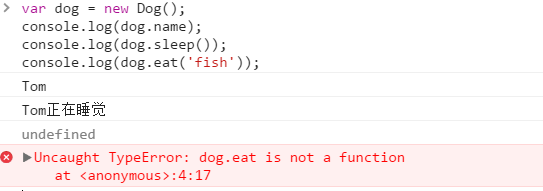 var dog = new Dog();
console.log(dog.name);
console.log(dog.sleep());
console.log(dog.eat('fish'));
Tom
Tom正在睡觉
undefined
Uncaught TypeError: dog.eat is not a function
at <anonymous>:4:17